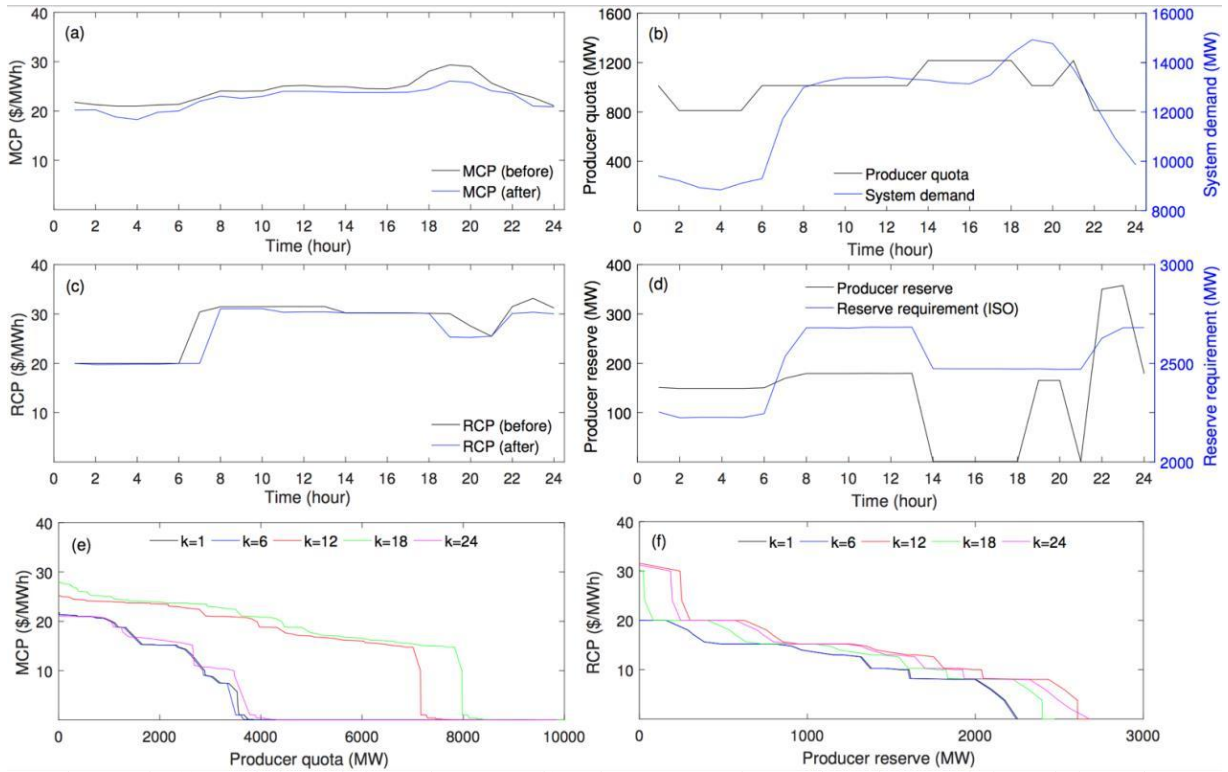 (a)
MCP ($/MWh)
40
30
20
10
0 2 4 6 8 10 12 14 16 18 20 22 24
Time (hour)
MCP (before)
MCP (after)
(b)
Producer quota (MW)
1600
1200
800
400
0 2 4 6 8 10 12 14 16 18 20 22 24
Time (hour)
Producer quota
System demand
16000
14000
12000
10000
8000
System demand (MW)
(c)
RCP ($/MWh)
40
30
20
10
0 2 4 6 8 10 12 14 16 18 20 22 24
Time (hour)
RCP (before)
RCP (after)
(d)
Producer reserve (MW)
400
300
200
100
0 2 4 6 8 10 12 14 16 18 20 22 24
Time (hour)
Producer reserve
Reserve requirement (ISO)
3000
2500
2000
Reserve requirement (MW)
(e)
k=1 k=6 k=12 k=18 k=24
MCP ($/MWh)
40
30
20
10
0
0 2000 4000 6000 8000 10000
Producer quota (MW)
(f)
k=1 k=6 k=12 k=18 k=24
RCP ($/MWh)
40
30
20
10
0 1000 2000 3000
Producer reserve (MW)